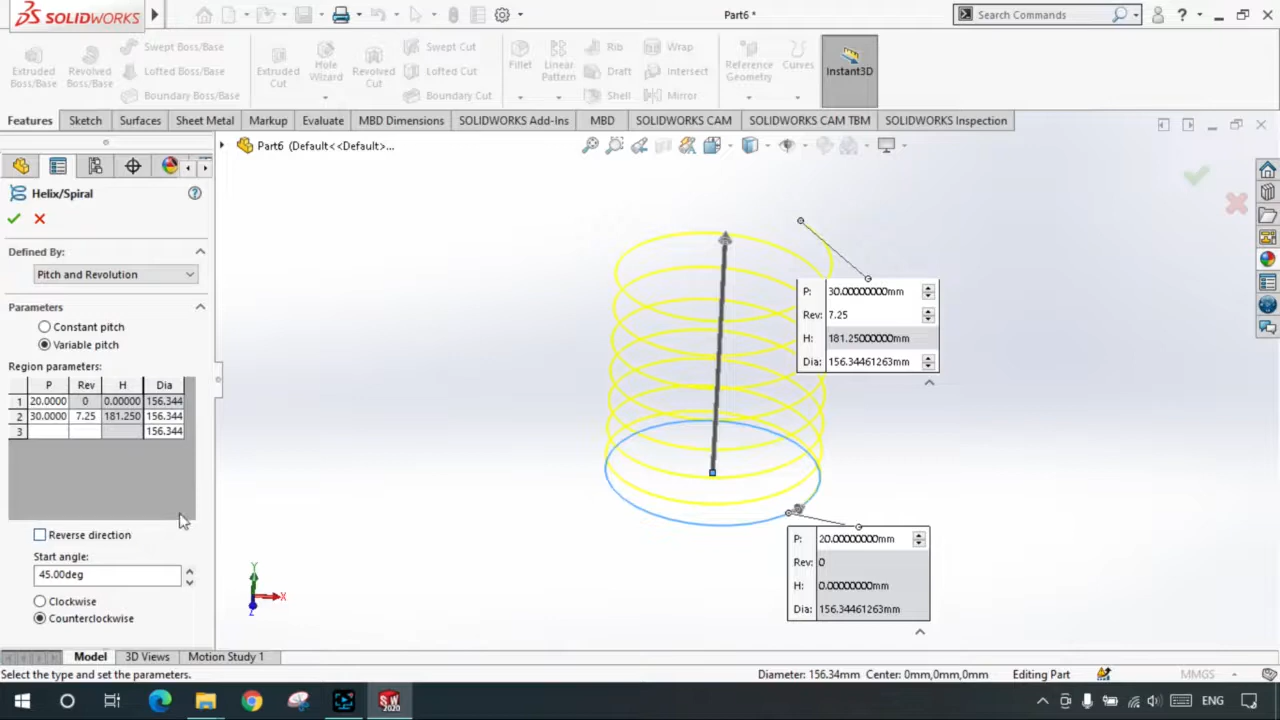 SOLIDWORKS
Part6 *
Search Commands
?
Extruded Boss/Base
Revolved Boss/Base
Swept Boss/Base
Lofted Boss/Base
Boundary Boss/Base
Extruded Cut
Hole Wizard
Revolved Cut
Swept Cut
Lofted Cut
Boundary Cut
Fillet
Linear Pattern
Rib
Draft
Shell
Wrap
Intersect
Mirror
Reference Geometry
Curves
Instant3D
Features Sketch Surfaces Sheet Metal Markup Evaluate MBD Dimensions SOLIDWORKS Add-Ins MBD SOLIDWORKS CAM SOLIDWORKS CAM TBM SOLIDWORKS Inspection
Part6 (Default<<Default>...
Helix/Spiral
?
Defined By:
Pitch and Revolution
Parameters
Constant pitch
Variable pitch
Region parameters:
P Rev H Dia
1 20.0000 0 0.00000 156.344
2 30.0000 7.25 181.250 156.344
3 156.344
Reverse direction
Start angle:
45.00deg
Clockwise
Counterclockwise
P: 30.00000000mm
Rev: 7.25
H: 181.25000000mm
Dia: 156.34461263mm
P: 20.00000000mm
Rev: 0
H: 0.00000000mm
Dia: 156.34461263mm
Y
X
Z
Model 3D Views Motion Study 1
Select the type and set the parameters.
Diameter: 156.34mm Center: 0mm,0mm,0mm Editing Part MMGS
SW 2020
ENG